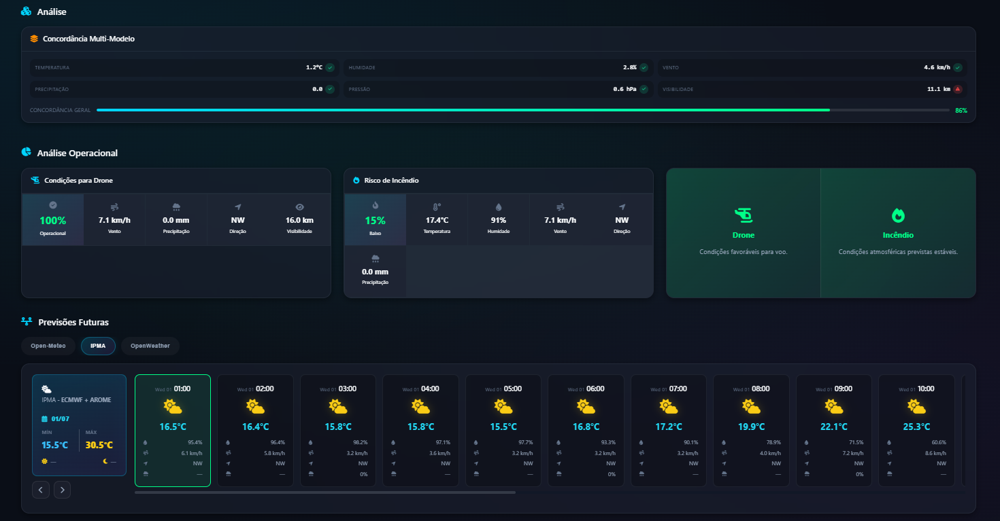 Análise
Concordância Multi-Modelo
TEMPERATURA 1.2°C HUMIDADE 2.8% VENTO 4.6 km/h
PRECIPITAÇÃO 0.0 PRESSÃO 0.6 hPa VISIBILIDADE 11.1 km
CONCORDÂNCIA GERAL 86%
Análise Operacional
Condições para Drone
100% 7.1 km/h 0.0 mm NW 16.0 km
Operacional Vento Precipitação Direção Visibilidade
Risco de Incêndio
15% 17.4°C 91% 7.1 km/h NW
Baixo Temperatura Humidade Vento Direção
0.0 mm
Precipitação
Drone
Condições favoráveis para voo.
Incêndio
Condições atmosféricas previstas estáveis.
Previsões Futuras
Open-Meteo IPMA OpenWeather
IPMA - ECMWF + AROME
01/07
MÍN MÁX
15.5°C 30.5°C
— —
Wed 01 01:00
16.5°C
95.4%
6.1 km/h
NW
—
Wed 01 02:00
16.4°C
96.4%
5.8 km/h
NW
—
Wed 01 03:00
15.8°C
98.2%
3.2 km/h
NW
0%
Wed 01 04:00
15.8°C
97.1%
3.6 km/h
NW
—
Wed 01 05:00
15.5°C
97.7%
3.2 km/h
NW
—
Wed 01 06:00
16.8°C
93.3%
3.2 km/h
NW
0%
Wed 01 07:00
17.2°C
90.1%
3.2 km/h
NW
—
Wed 01 08:00
19.9°C
78.9%
4.0 km/h
NW
—
Wed 01 09:00
22.1°C
71.5%
7.2 km/h
NW
0%
Wed 01 10:00
25.3°C
60.6%
8.6 km/h
NW
—